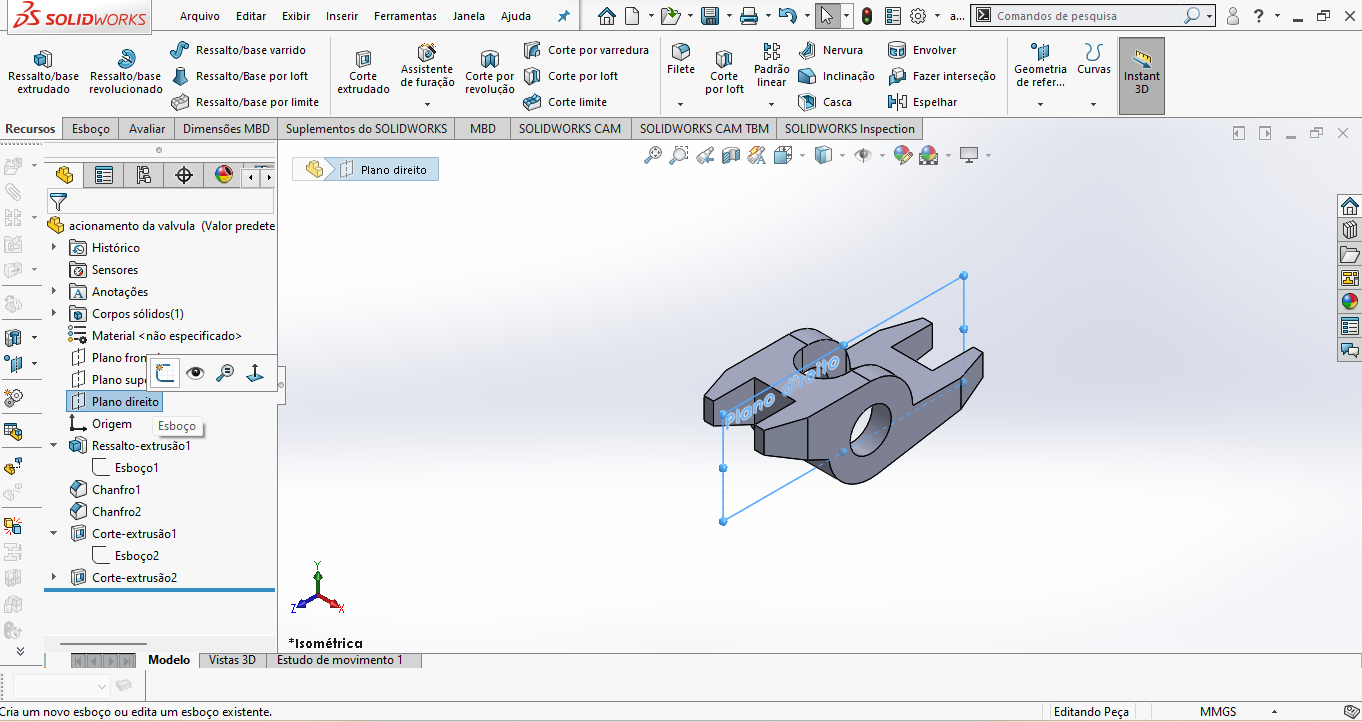 SOLIDWORKS Arquivo Editar Exibir Inserir Ferramentas Janela Ajuda a... Comandos de pesquisa
Ressalto/base extrudado
Ressalto/base revolucionado
Ressalto/base varrido
Ressalto/Base por loft
Ressalto/base por limite
Corte extrudado
Assistente de furação
Corte por revolução
Corte por varredura
Corte por loft
Corte limite
Filete
Corte por loft
Padrão linear
Nervura
Inclinação
Casca
Envolver
Fazer interseção
Espelhar
Geometria de refer...
Curvas
Instant 3D
Recursos Esboço Avaliar Dimensões MBD Suplementos do SOLIDWORKS MBD SOLIDWORKS CAM SOLIDWORKS CAM TBM SOLIDWORKS Inspection
Plano direito
acionamento da valvula (Valor predete
Histórico
Sensores
Anotações
Corpos sólidos(1)
Material <não especificado>
Plano fron
Plano supe
Plano direito
Origem
Esboço
Ressalto-extrusão1
Esboço1
Chanfro1
Chanfro2
Corte-extrusão1
Esboço2
Corte-extrusão2
Plano direito
Y
Z
X
*Isométrica
Modelo Vistas 3D Estudo de movimento 1
Cria um novo esboço ou edita um esboço existente. Editando Peça MMGS